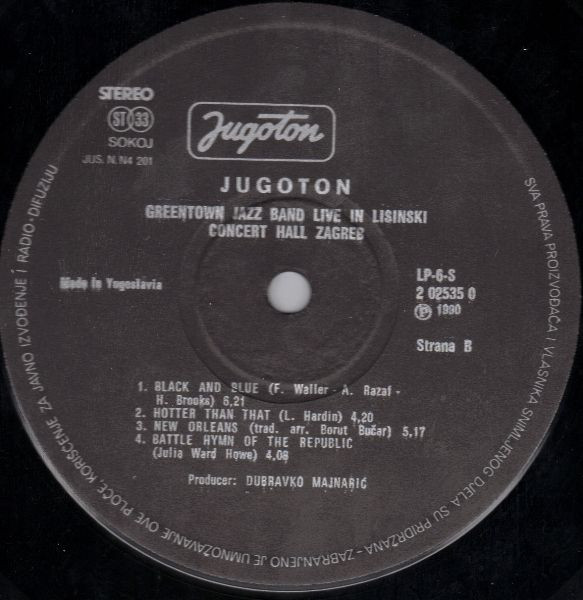 STEREO
ST 33
SOKOJ
JUS. N. N4 201
Jugoton
JUGOTON
GREENTOWN JAZZ BAND LIVE IN LISINSKI
CONCERT HALL ZAGREB
Made in Yugoslavia
LP-6-S
2 02535 0
℗ 1990
Strana B
1. BLACK AND BLUE (F. Waller - A. Razaf -
H. Brooks) 6,21
2. HOTTER THAN THAT (L. Hardin) 4,20
3. NEW ORLEANS (trad. arr. Borut Bučar) 5,17
4. BATTLE HYMN OF THE REPUBLIC
(Julia Ward Howe) 4,08
Producer: DUBRAVKO MAJNARIĆ
SVA PRAVA PROIZVOĐAČA I VLASNIKA SNIMLJENOG DJELA SU PRIDRŽANA - ZABRANJENO JE UMNOŽAVANJE OVE PLOČE, KORIŠĆENJE ZA JAVNO IZVOĐENJE I RADIO-DIFUZIJU